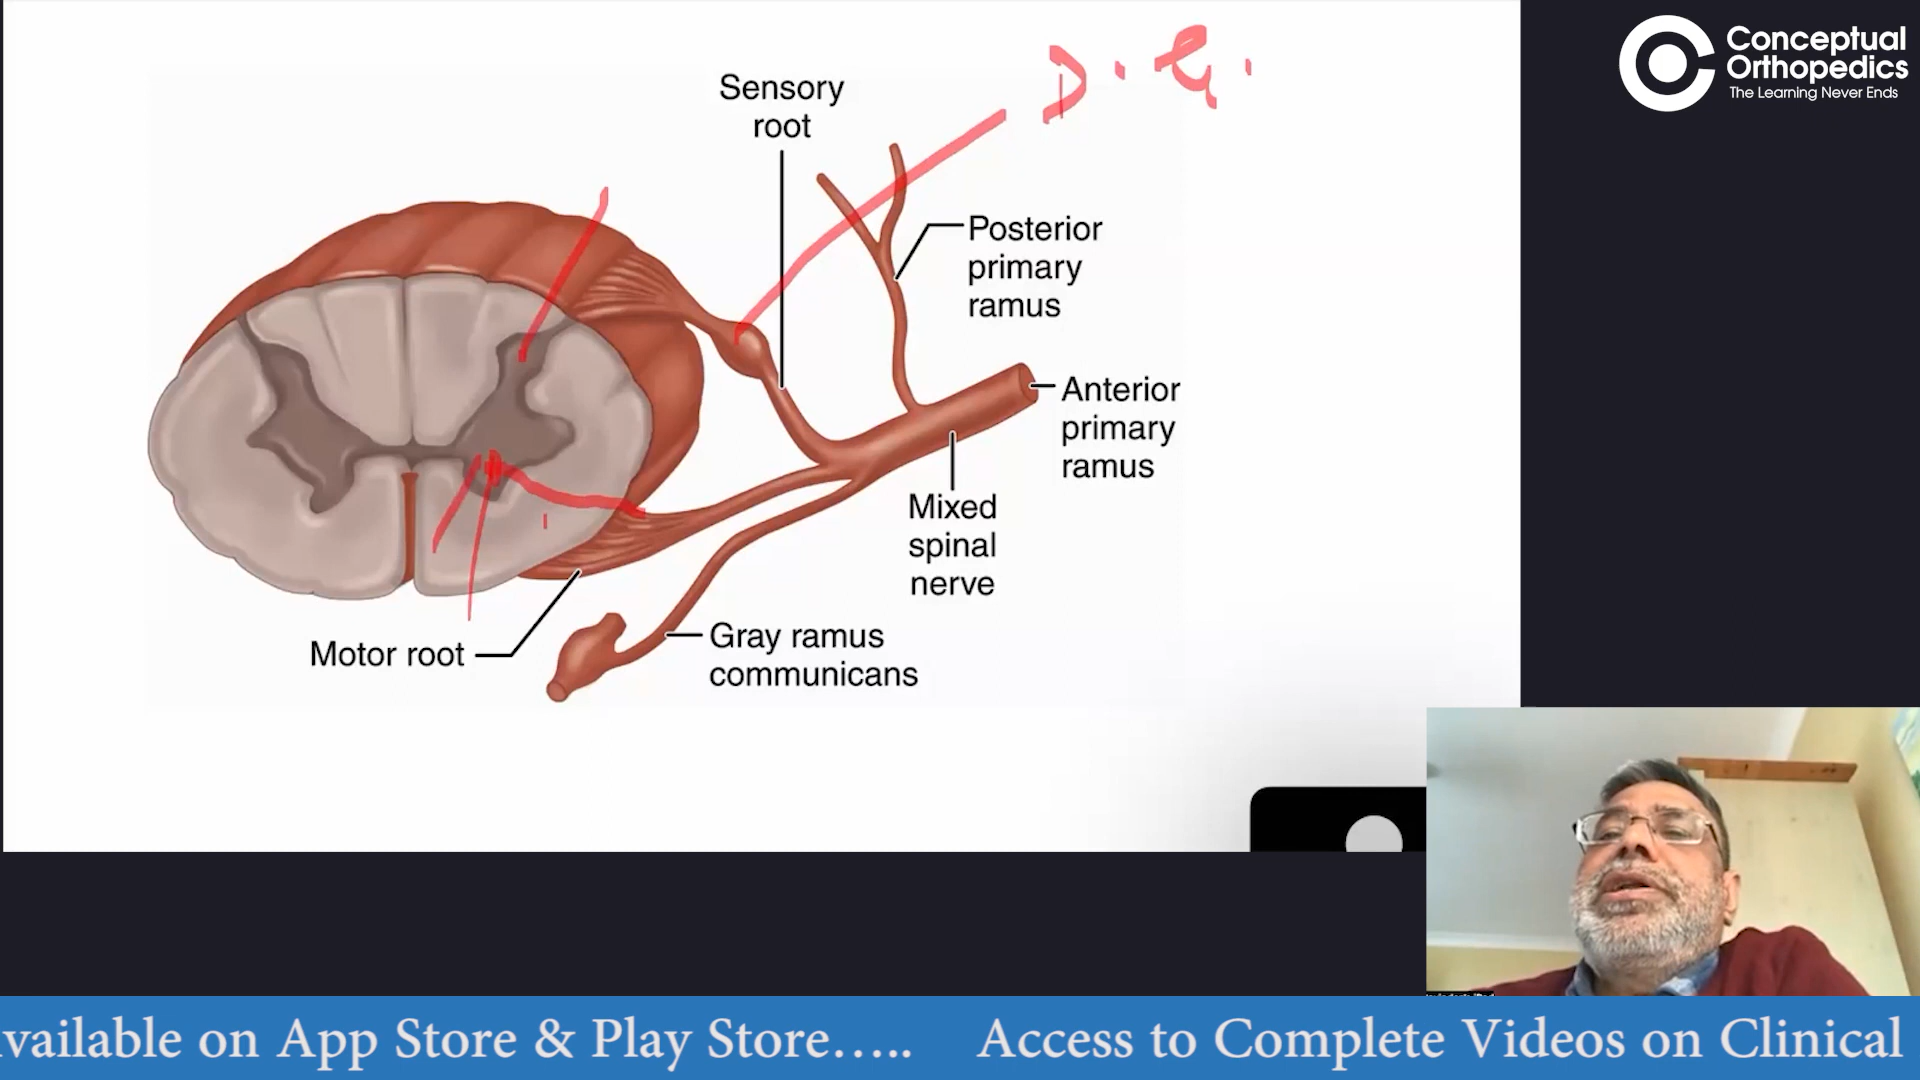 D. G.
Conceptual
Orthopedics
The Learning Never Ends
Sensory
root
Posterior
primary
ramus
Anterior
primary
ramus
Mixed
spinal
nerve
Motor root
Gray ramus
communicans
vailable on App Store & Play Store..... Access to Complete Videos on Clinical